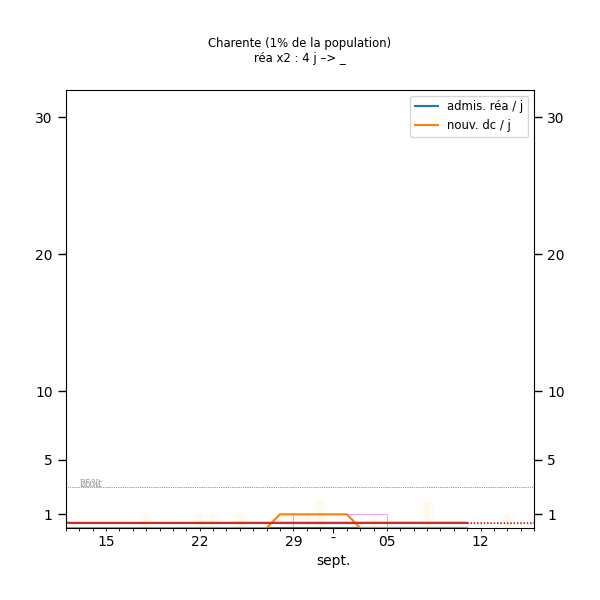 Charente (1% de la population)
réa x2 : 4 j –> _
admis. réa / j
nouv. dc / j
30 30
20 20
10 10
5 5
1 1
15 22 29 - 05 12
sept.